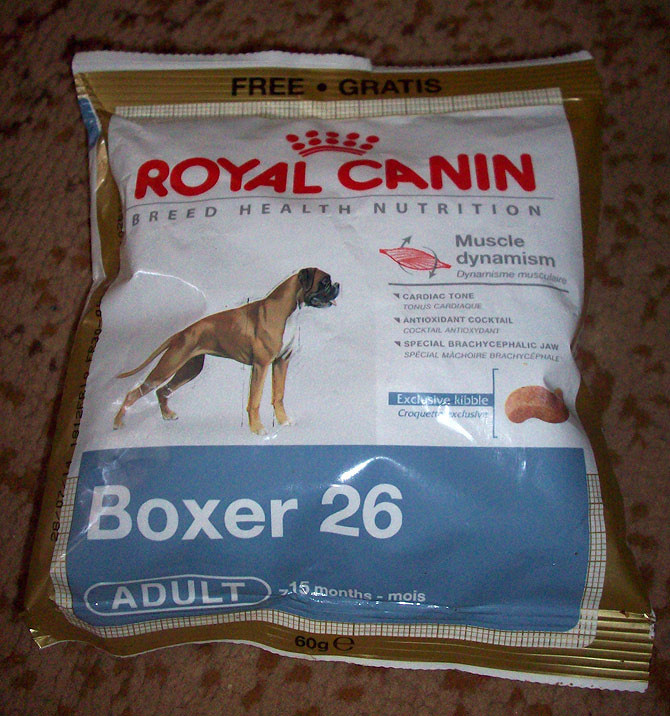 FREE • GRATIS
ROYAL CANIN
BREED HEALTH NUTRITION
Muscle
dynamism
Dynamisme musculaire
CARDIAC TONE
TONUS CARDIAQUE
ANTIOXIDANT COCKTAIL
COCKTAIL ANTIOXYDANT
SPECIAL BRACHYCEPHALIC JAW
SPÉCIAL MÂCHOIRE BRACHYCÉPHALE
Exclusive kibble
Croquette exclusive
Boxer 26
ADULT
15 months - mois
60g ℮